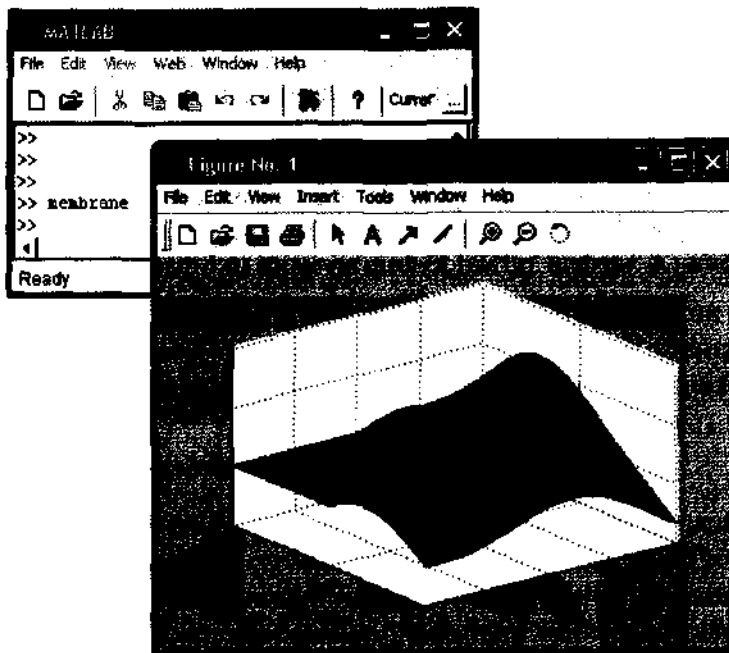 MATLAB
File Edit View Web Window Help
? Curren ...
>>
>>
>>
>> membrane
>>
Ready
Figure No. 1
File Edit View Insert Tools Window Help
A